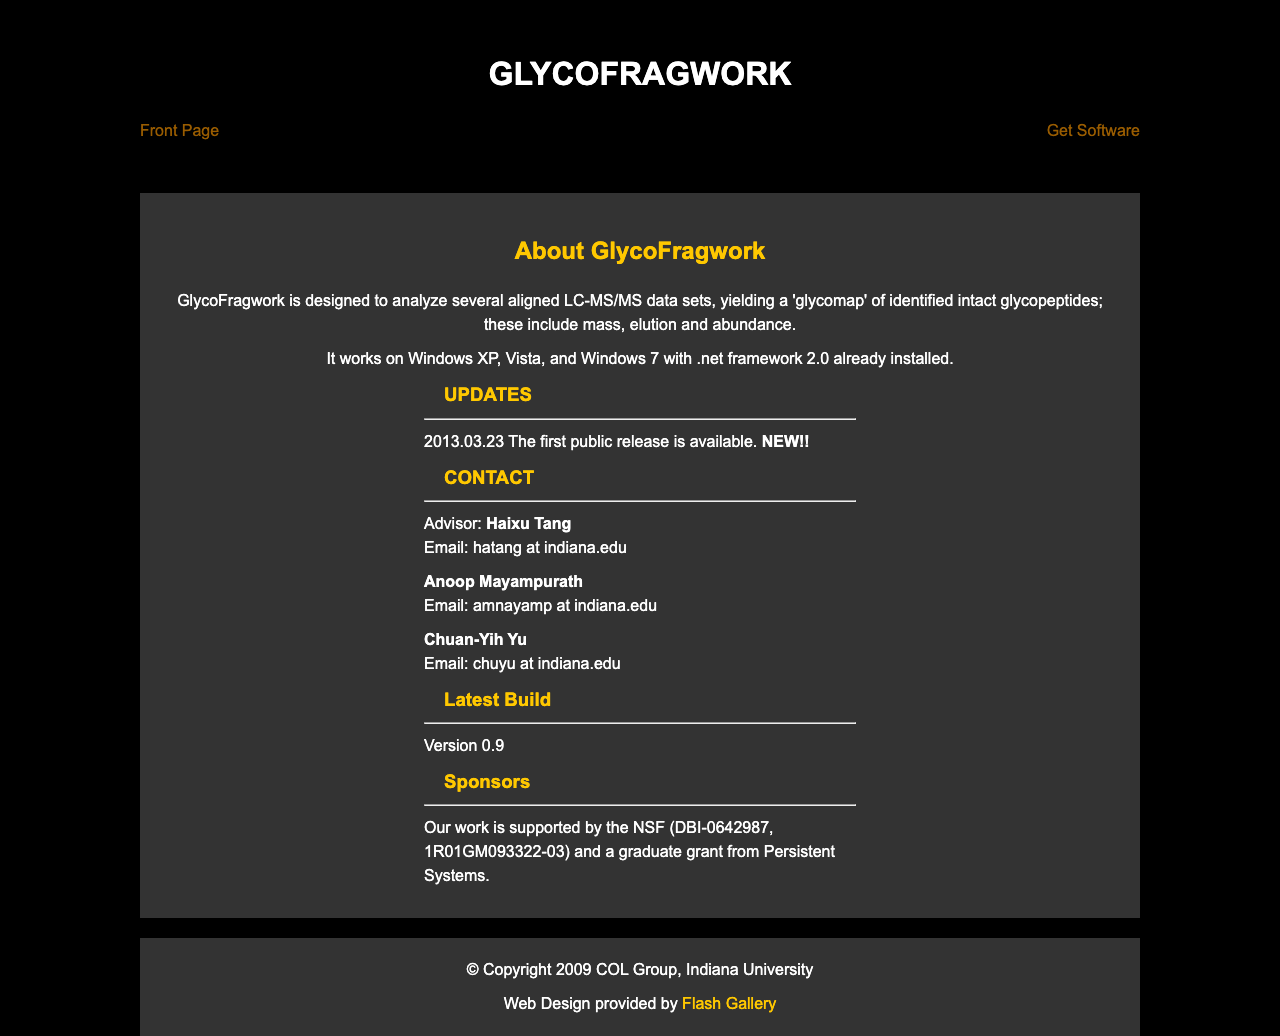 GLYCOFRAGWORK
Front Page
Get Software
About GlycoFragwork
GlycoFragwork is designed to analyze several aligned LC-MS/MS data sets, yielding a 'glycomap' of identified intact glycopeptides;
these include mass, elution and abundance.
It works on Windows XP, Vista, and Windows 7 with .net framework 2.0 already installed.
UPDATES
2013.03.23 The first public release is available. NEW!!
CONTACT
Advisor: Haixu Tang
Email: hatang at indiana.edu
Anoop Mayampurath
Email: amnayamp at indiana.edu
Chuan-Yih Yu
Email: chuyu at indiana.edu
Latest Build
Version 0.9
Sponsors
Our work is supported by the NSF (DBI-0642987,
1R01GM093322-03) and a graduate grant from Persistent
Systems.
© Copyright 2009 COL Group, Indiana University
Web Design provided by Flash Gallery